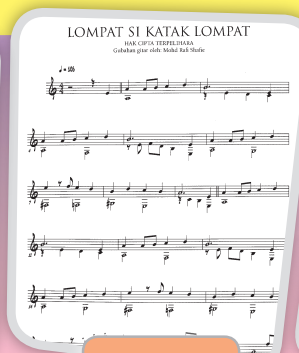 LOMPAT SI KATAK LOMPAT
HAK CIPTA TERPELIHARA
Gubahan gitar oleh: Mohd Rafi Shafie